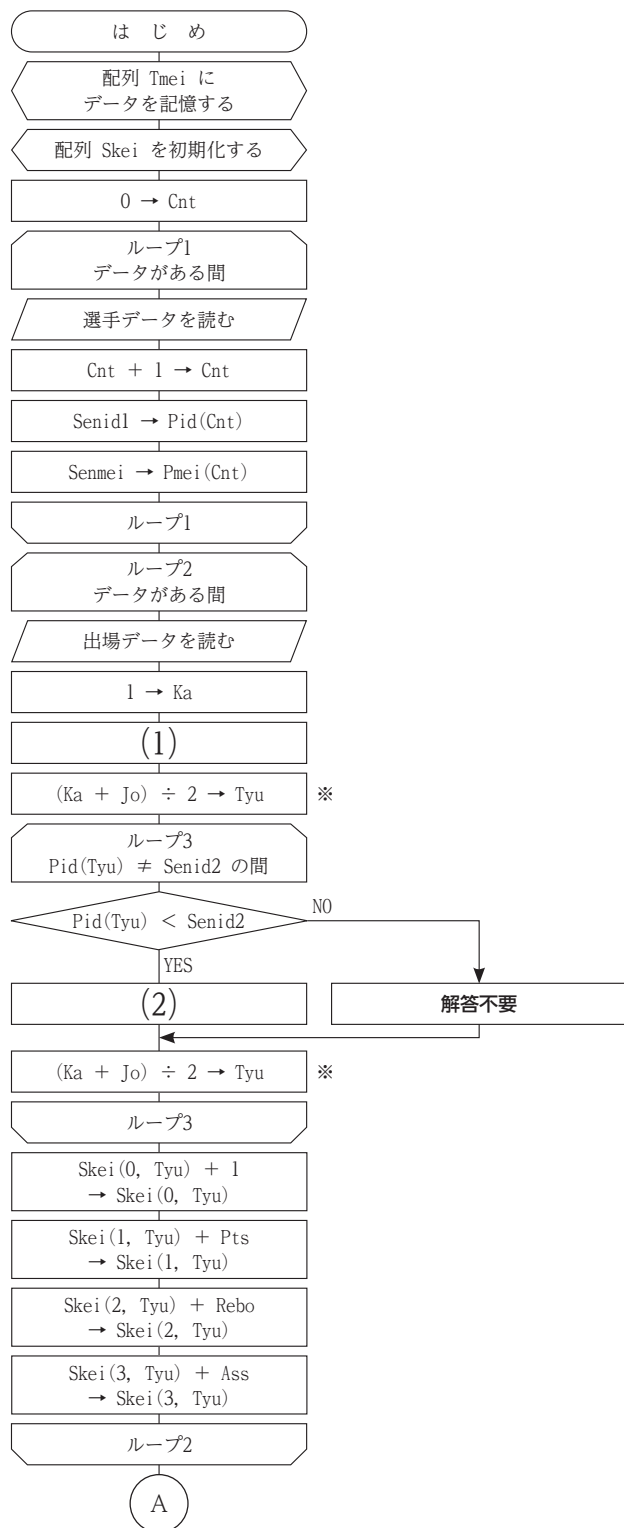 は じ め
配列 Tmei に
データを記憶する
配列 Skei を初期化する
0 → Cnt
ループ1
データがある間
選手データを読む
Cnt + 1 → Cnt
Senid1 → Pid(Cnt)
Senmei → Pmei(Cnt)
ループ1
ループ2
データがある間
出場データを読む
1 → Ka
(1)
(Ka + Jo) ÷ 2 → Tyu ※
ループ3
Pid(Tyu) ≠ Senid2 の間
Pid(Tyu) < Senid2
NO
YES
(2)
解答不要
(Ka + Jo) ÷ 2 → Tyu ※
ループ3
Skei(0, Tyu) + 1
→ Skei(0, Tyu)
Skei(1, Tyu) + Pts
→ Skei(1, Tyu)
Skei(2, Tyu) + Rebo
→ Skei(2, Tyu)
Skei(3, Tyu) + Ass
→ Skei(3, Tyu)
ループ2
A